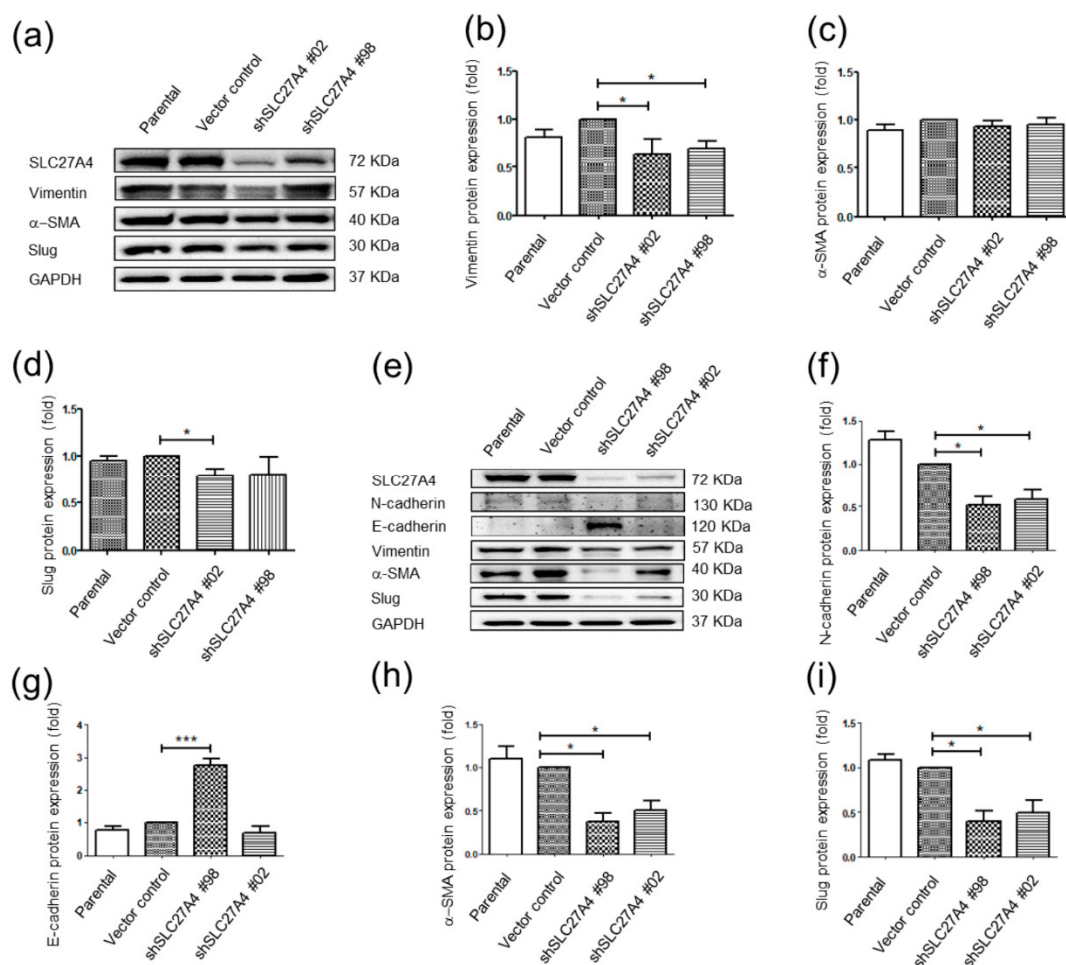 (a)
Parental
Vector control
shSLC27A4 #02
shSLC27A4 #98
SLC27A4 72 KDa
Vimentin 57 KDa
α–SMA 40 KDa
Slug 30 KDa
GAPDH 37 KDa
(b)
Vimentin protein expression (fold)
1.5
1.0
0.5
0.0
*
*
Parental
Vector control
shSLC27A4 #02
shSLC27A4 #98
(c)
α-SMA protein expression (fold)
1.5
1.0
0.5
0.0
Parental
Vector control
shSLC27A4 #02
shSLC27A4 #98
(d)
Slug protein expression (fold)
1.5
1.0
0.5
0.0
*
Parental
Vector control
shSLC27A4 #02
shSLC27A4 #98
(e)
Parental
Vector control
shSLC27A4 #98
shSLC27A4 #02
SLC27A4 72 KDa
N-cadherin 130 KDa
E-cadherin 120 KDa
Vimentin 57 KDa
α-SMA 40 KDa
Slug 30 KDa
GAPDH 37 KDa
(f)
N-cadherin protein expression (fold)
1.5
1.0
0.5
0.0
*
*
Parental
Vector control
shSLC27A4 #98
shSLC27A4 #02
(g)
E-cadherin protein expression (fold)
4
3
2
1
0
***
Parental
Vector control
shSLC27A4 #98
shSLC27A4 #02
(h)
α–SMA protein expression (fold)
1.5
1.0
0.5
0.0
*
*
Parental
Vector control
shSLC27A4 #98
shSLC27A4 #02
(i)
Slug protein expression (fold)
1.5
1.0
0.5
0.0
*
*
Parental
Vector control
shSLC27A4 #98
shSLC27A4 #02